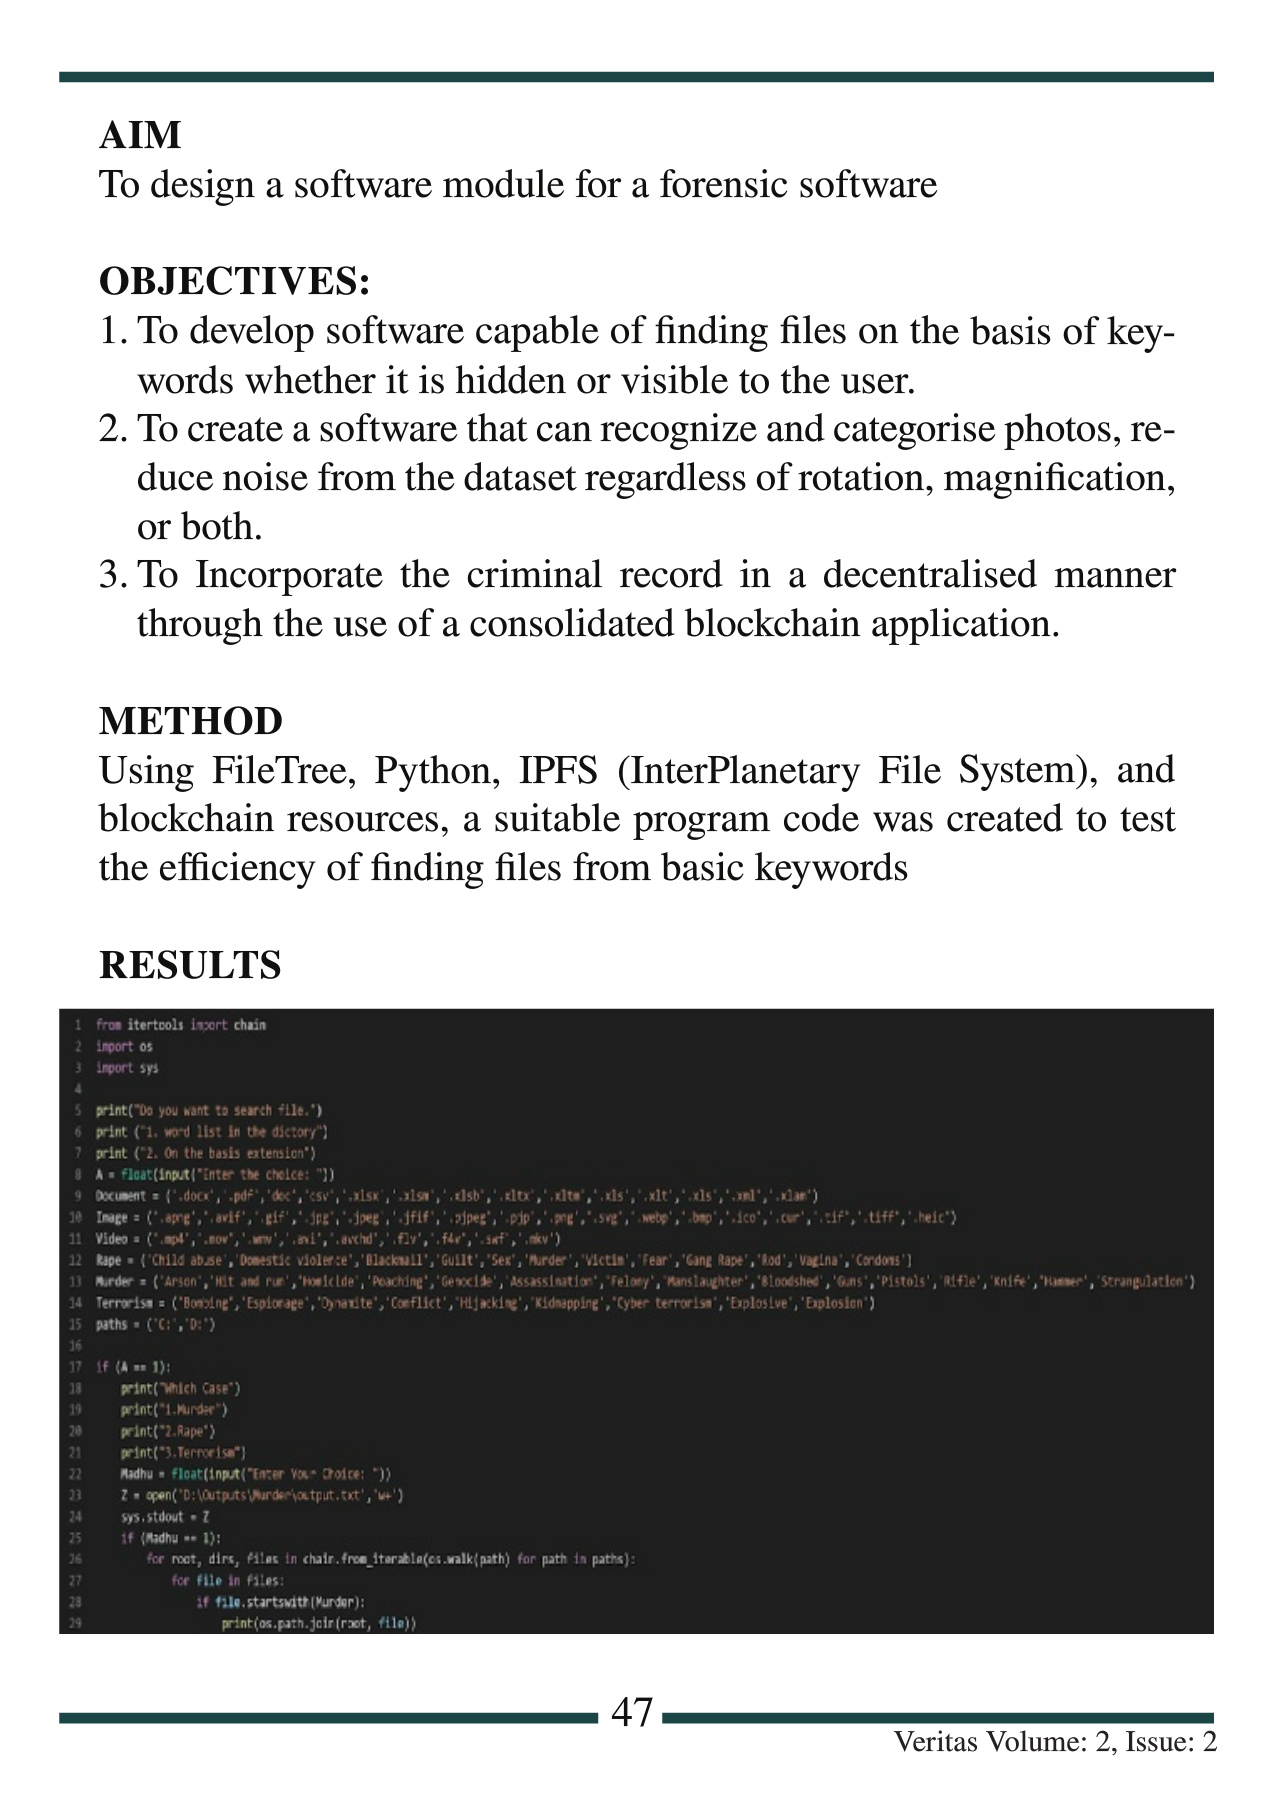 AIM
To design a software module for a forensic software
OBJECTIVES:
1. To develop software capable of finding files on the basis of key-
words whether it is hidden or visible to the user.
2. To create a software that can recognize and categorise photos, re-
duce noise from the dataset regardless of rotation, magnification,
or both.
3. To Incorporate the criminal record in a decentralised manner
through the use of a consolidated blockchain application.
METHOD
Using FileTree, Python, IPFS (InterPlanetary File System), and
blockchain resources, a suitable program code was created to test
the efficiency of finding files from basic keywords
RESULTS
1 from itertools import chain
2 import os
3 import sys
4
5 print("Do you want to search file.")
6 print ("1. word list in the dictory")
7 print ("2. On the basis extension")
8 A = float(input("Enter the choice: "))
9 Document = ('.docx','.pdf','doc','csv','.xlsx','.xlsm','.xlsb','.xltx','.xltm','.xls','.xlt','.xls','.xml','.xlam')
10 Image = ('.apng','.avif','.gif','.jpg','.jpeg','.jfif','.pjpeg','.pjp','.png','.svg','.webp','.bmp','.ico','.cur','.tif','.tiff','.heic')
11 Video = ('.mp4','.mov','.wmv','.avi','.avchd','.flv','.f4v','.swf','.mkv')
12 Rape = ('Child abuse','Domestic violence','Blackmail','Guilt','Sex','Murder','Victim','Fear','Gang Rape','Rod','Vagina','Condoms')
13 Murder = ('Arson','Hit and run','Homicide','Poaching','Genocide','Assassination','Felony','Manslaughter','Bloodshed','Guns','Pistols','Rifle','Knife','Hammer','Strangulation')
14 Terrorism = ('Bombing','Espionage','Dynamite','Conflict','Hijacking','Kidnapping','Cyber terrorism','Explosive','Explosion')
15 paths = ('C:','D:')
16
17 if (A == 1):
18 print("Which Case")
19 print("1.Murder")
20 print("2.Rape")
21 print("3.Terrorism")
22 Madhu = float(input("Enter Your Choice: "))
23 Z = open('D:\Outputs\Murder\output.txt','w+')
24 sys.stdout = Z
25 if (Madhu == 1):
26 for root, dirs, files in chain.from_iterable(os.walk(path) for path in paths):
27 for file in files:
28 if file.startswith(Murder):
29 print(os.path.join(root, file))
47
Veritas Volume: 2, Issue: 2